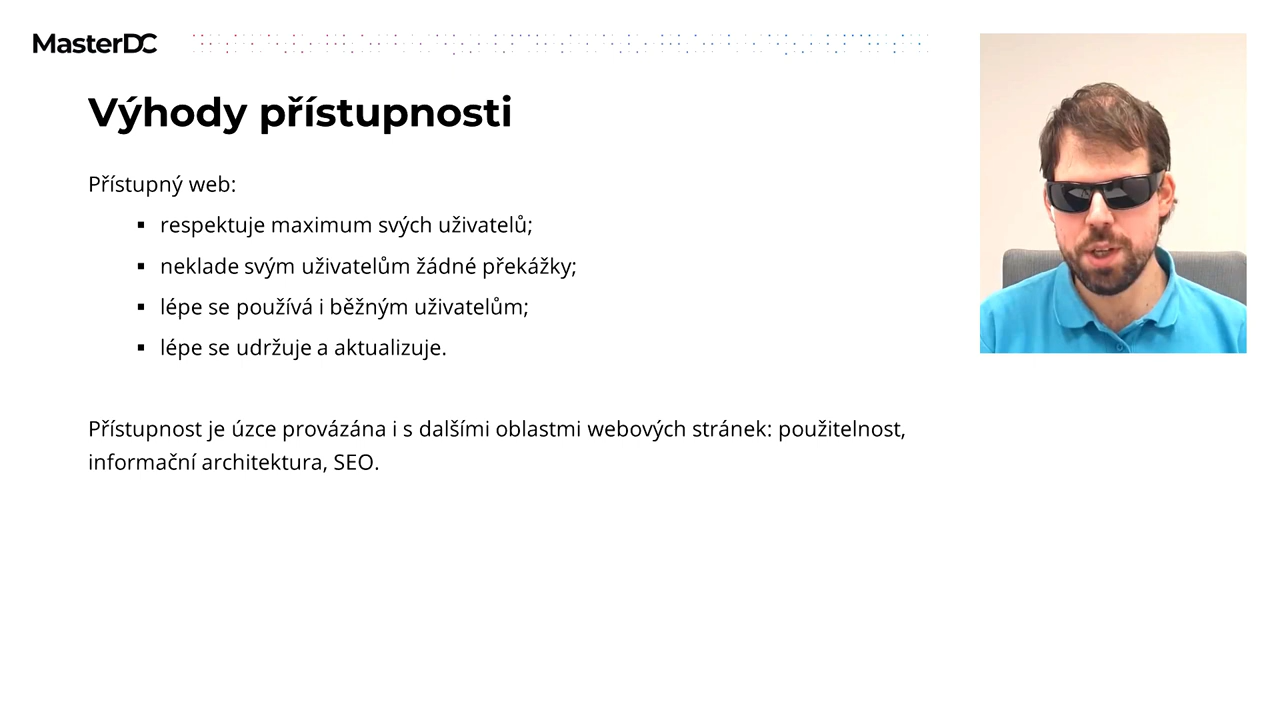 MasterDC
Výhody přístupnosti
Přístupný web:
▪ respektuje maximum svých uživatelů;
▪ neklade svým uživatelům žádné překážky;
▪ lépe se používá i běžným uživatelům;
▪ lépe se udržuje a aktualizuje.
Přístupnost je úzce provázána i s dalšími oblastmi webových stránek: použitelnost,
informační architektura, SEO.